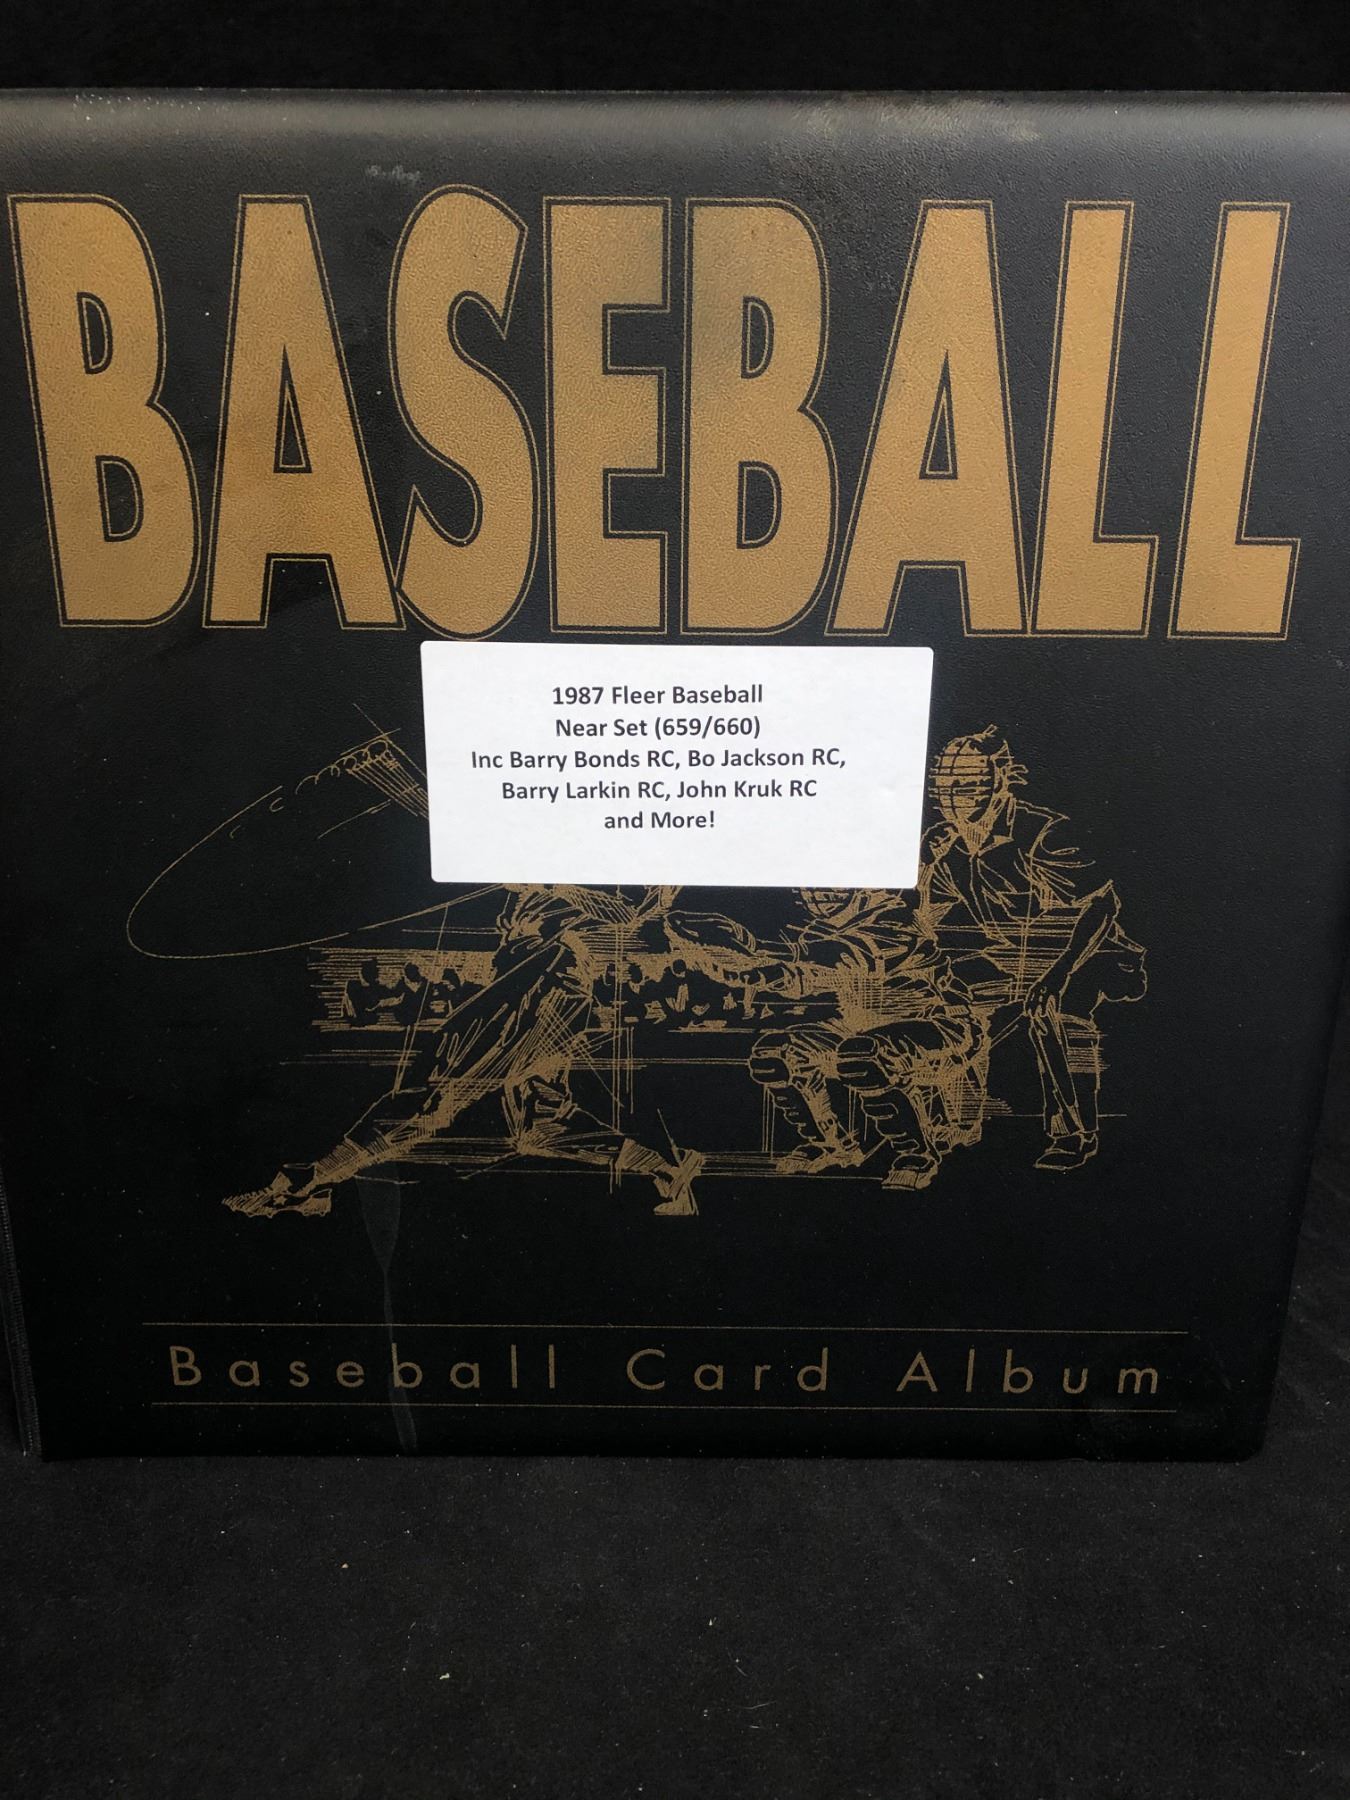 BASEBALL
1987 Fleer Baseball
Near Set (659/660)
Inc Barry Bonds RC, Bo Jackson RC,
Barry Larkin RC, John Kruk RC
and More!
Baseball Card Album